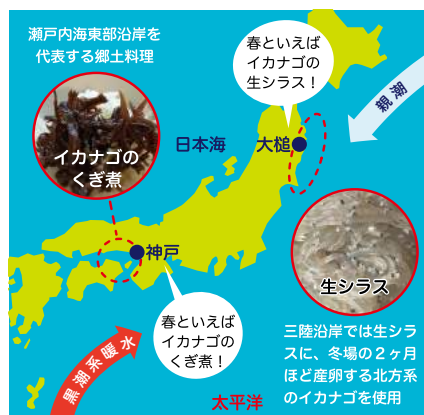 瀬戸内海東部沿岸を
代表する郷土料理
イカナゴの
くぎ煮
春といえば
イカナゴの
生シラス！
親潮
日本海
大槌
神戸
生シラス
春といえば
イカナゴの
くぎ煮！
黒潮系暖水
太平洋
三陸沿岸では生シラ
スに、冬場の２ヶ月
ほど産卵する北方系
のイカナゴを使用